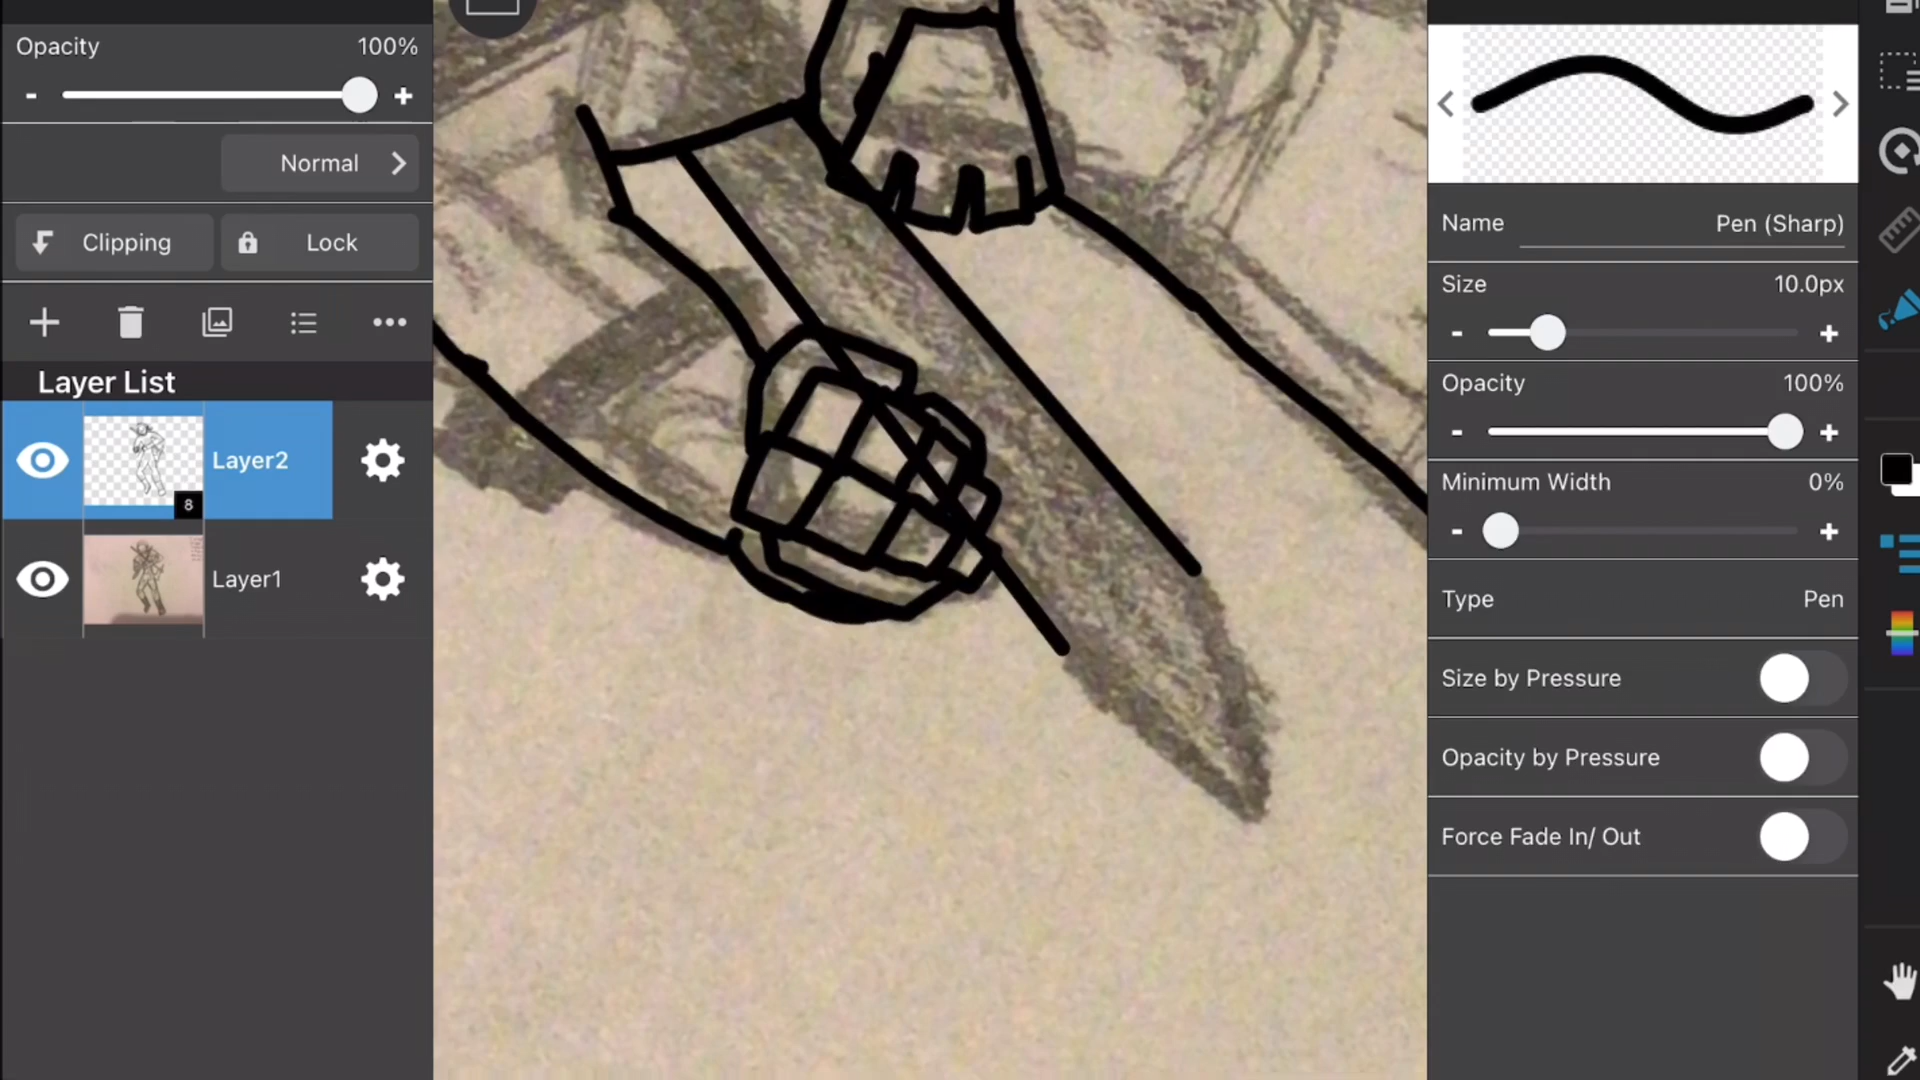 Opacity 100%
- +
Normal
Clipping Lock
Layer List
Layer2
8
Layer1
Name Pen (Sharp)
Size 10.0px
- +
Opacity 100%
- +
Minimum Width 0%
- +
Type Pen
Size by Pressure
Opacity by Pressure
Force Fade In/ Out